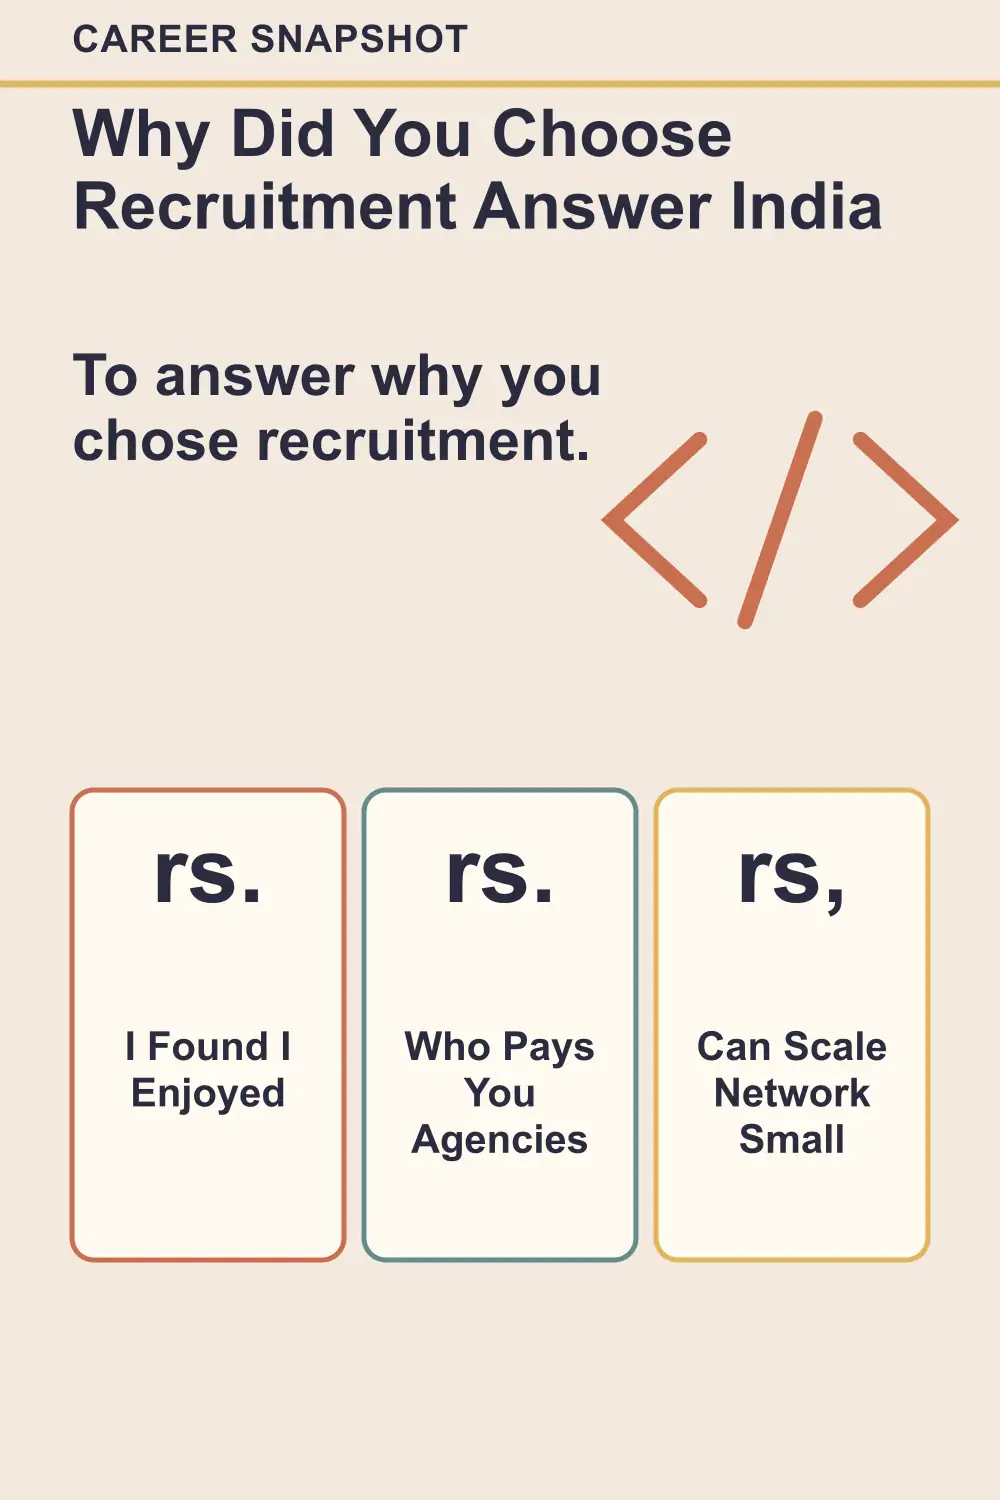 CAREER SNAPSHOT
Why Did You Choose
Recruitment Answer India
To answer why you
chose recruitment.
rs.
I Found I
Enjoyed
rs.
Who Pays
You
Agencies
rs,
Can Scale
Network
Small